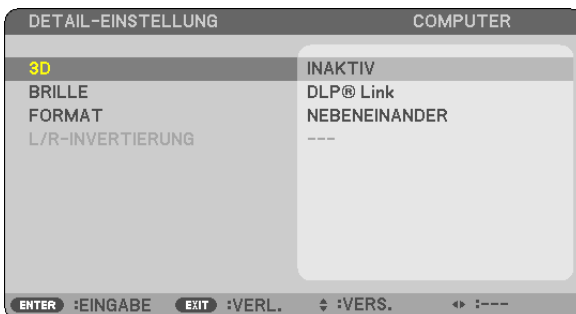 DETAIL-EINSTELLUNG COMPUTER
3D INAKTIV
BRILLE DLP® Link
FORMAT NEBENEINANDER
L/R-INVERTIERUNG ---
ENTER :EINGABE EXIT :VERL. :VERS. :---